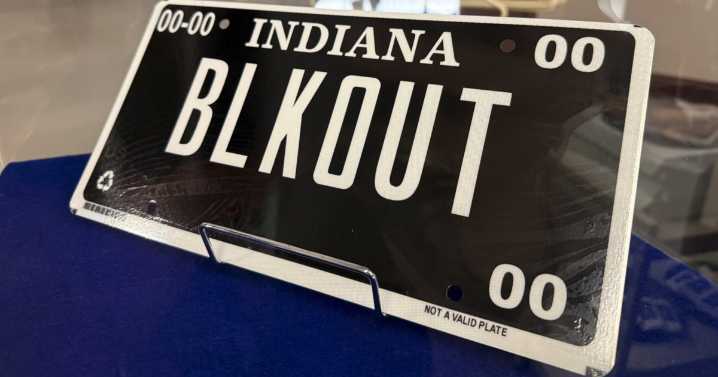 00-00 INDIANA 00
BLKOUT
00
NOT A VALID PLATE